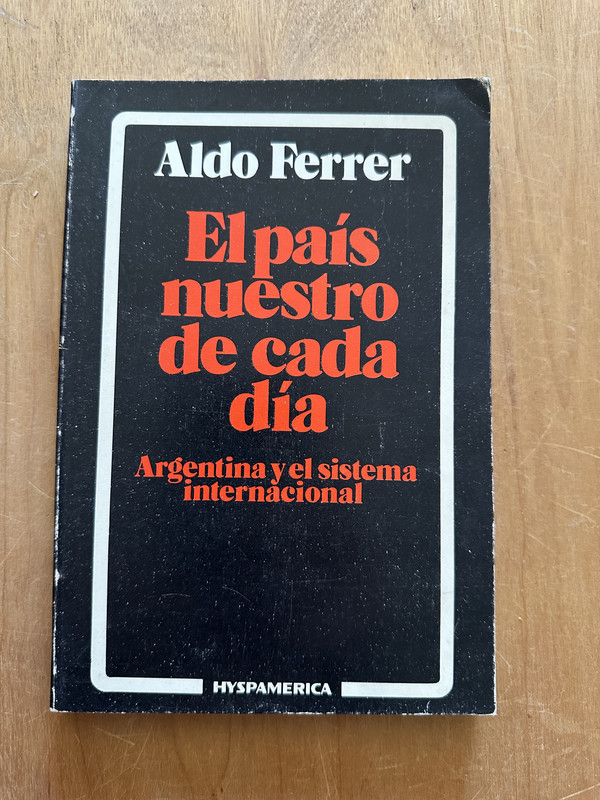 Aldo Ferrer
El país
nuestro
de cada
día
Argentina y el sistema
internacional
HYSPAMERICA